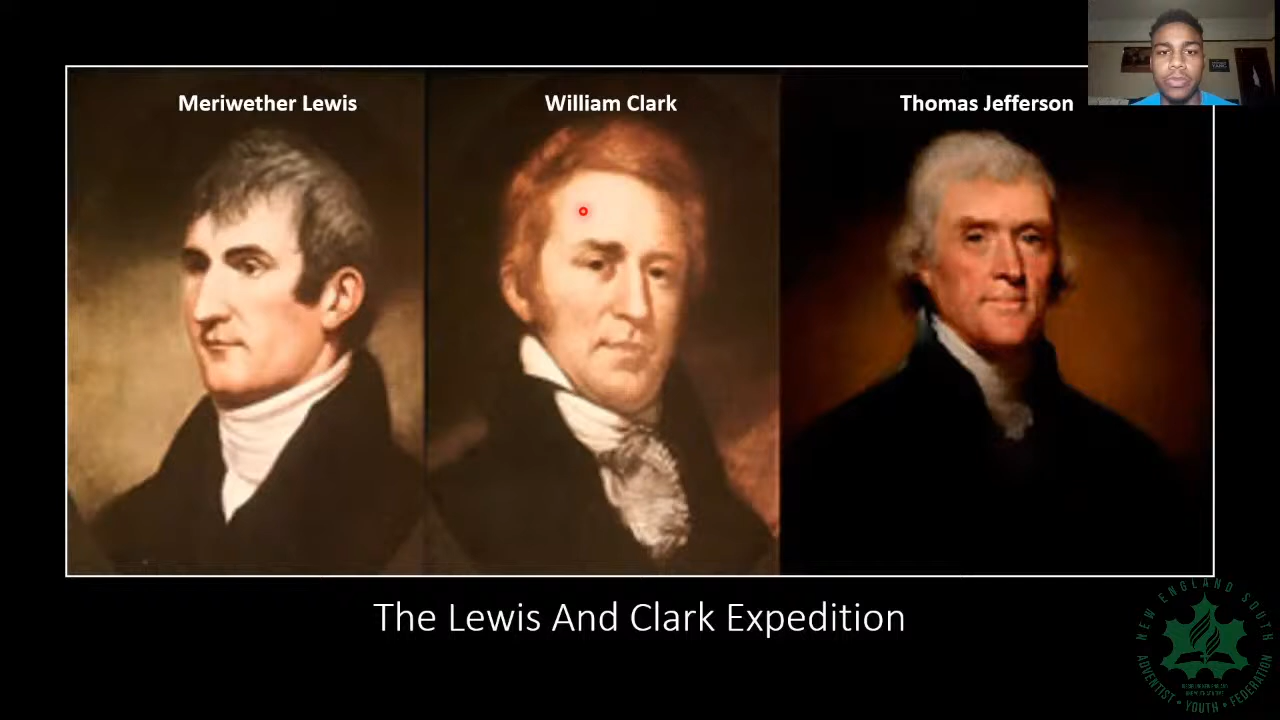 Meriwether Lewis
William Clark
Thomas Jefferson
The Lewis And Clark Expedition
NEW ENGLAND SOUTH
ADVENTIST • YOUTH • FEDERATION